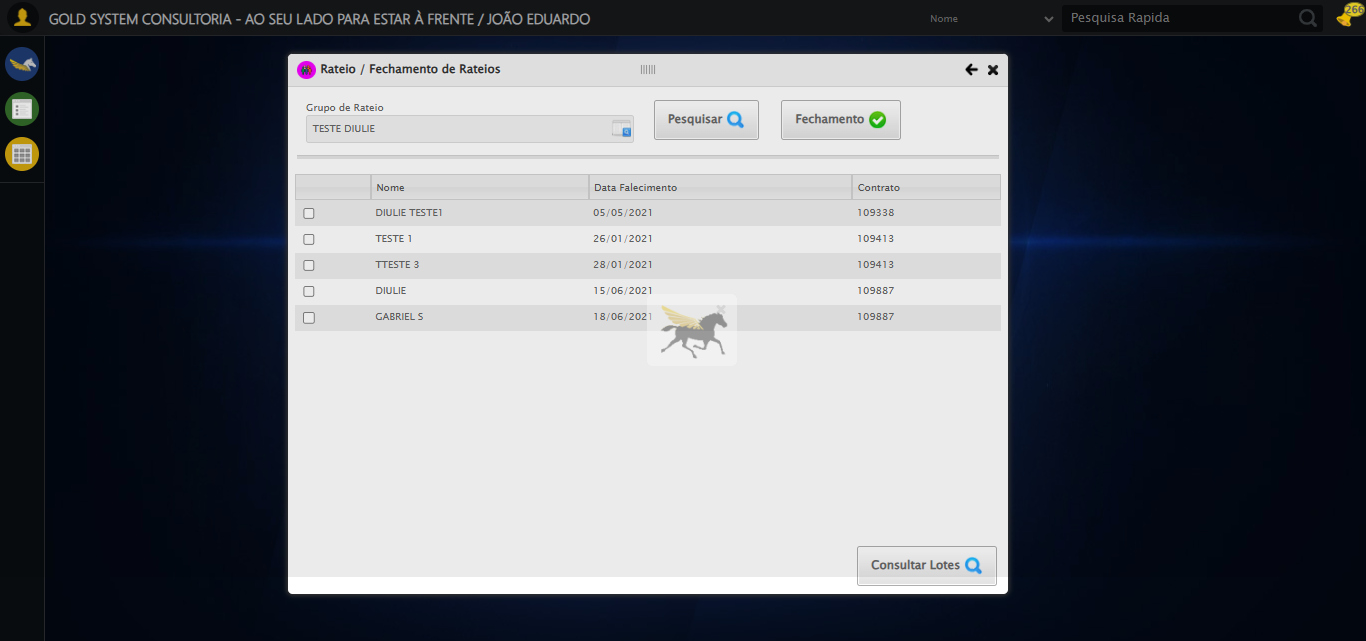 GOLD SYSTEM CONSULTORIA - AO SEU LADO PARA ESTAR À FRENTE / JOÃO EDUARDO
Nome
Pesquisa Rapida
266
Rateio / Fechamento de Rateios
Grupo de Rateio
TESTE DIULIE
Pesquisar
Fechamento
Nome Data Falecimento Contrato
DIULIE TESTE1 05/05/2021 109338
TESTE 1 26/01/2021 109413
TTESTE 3 28/01/2021 109413
DIULIE 15/06/2021 109887
GABRIEL S 18/06/2021 109887
Consultar Lotes